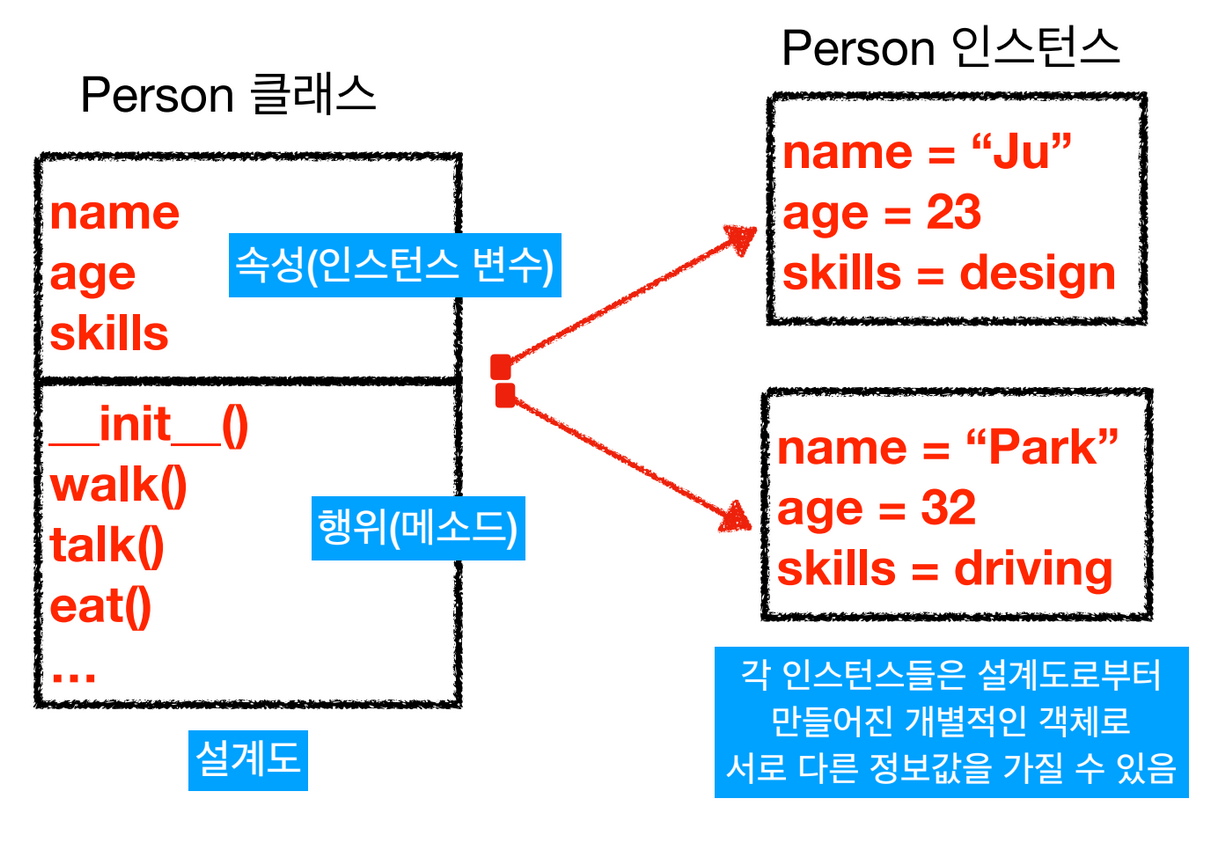 Person 클래스
name
age
skills
속성(인스턴스 변수)
__init__()
walk()
talk()
eat()
...
행위(메소드)
설계도
Person 인스턴스
name = “Ju”
age = 23
skills = design
name = “Park”
age = 32
skills = driving
각 인스턴스들은 설계도로부터
만들어진 개별적인 객체로
서로 다른 정보값을 가질 수 있음